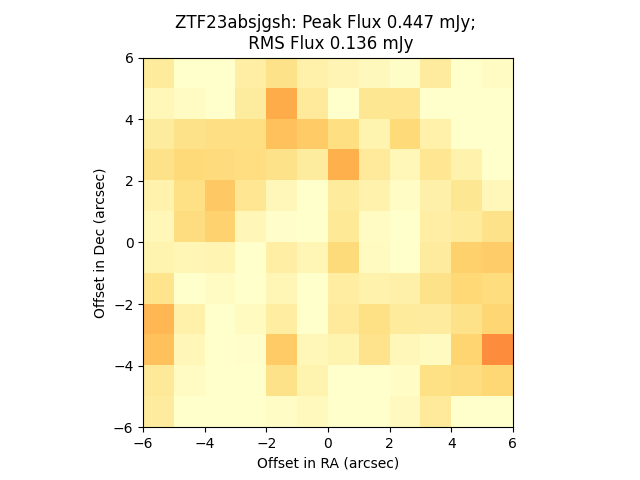 ZTF23absjgsh: Peak Flux 0.447 mJy;
RMS Flux 0.136 mJy
6
4
2
0
−2
−4
−6
Offset in Dec (arcsec)
−6 −4 −2 0 2 4 6
Offset in RA (arcsec)